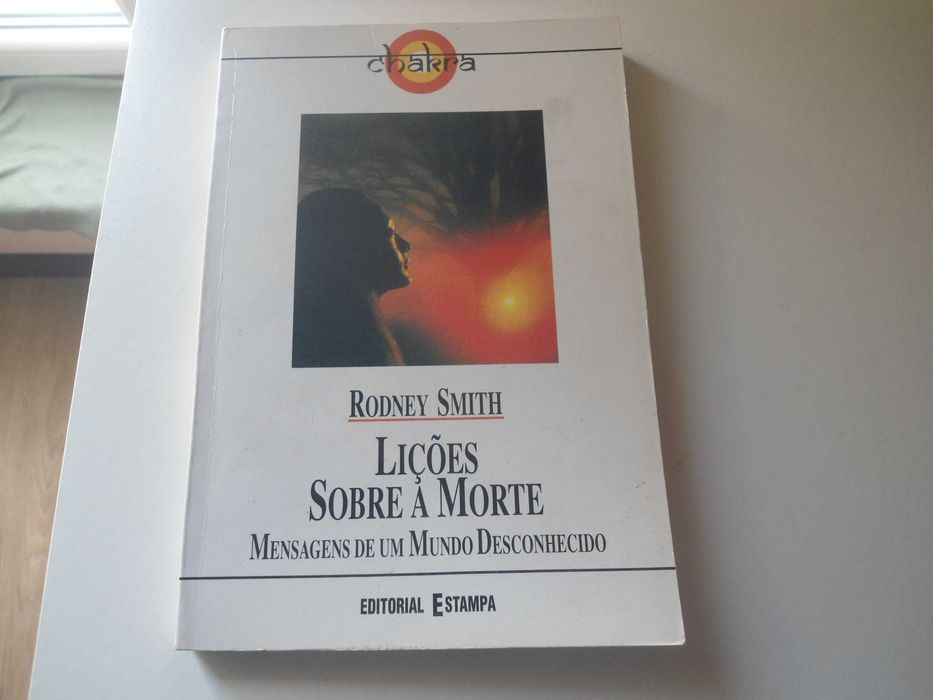 chakra
RODNEY SMITH
LIÇÕES
SOBRE A MORTE
MENSAGENS DE UM MUNDO DESCONHECIDO
EDITORIAL ESTAMPA